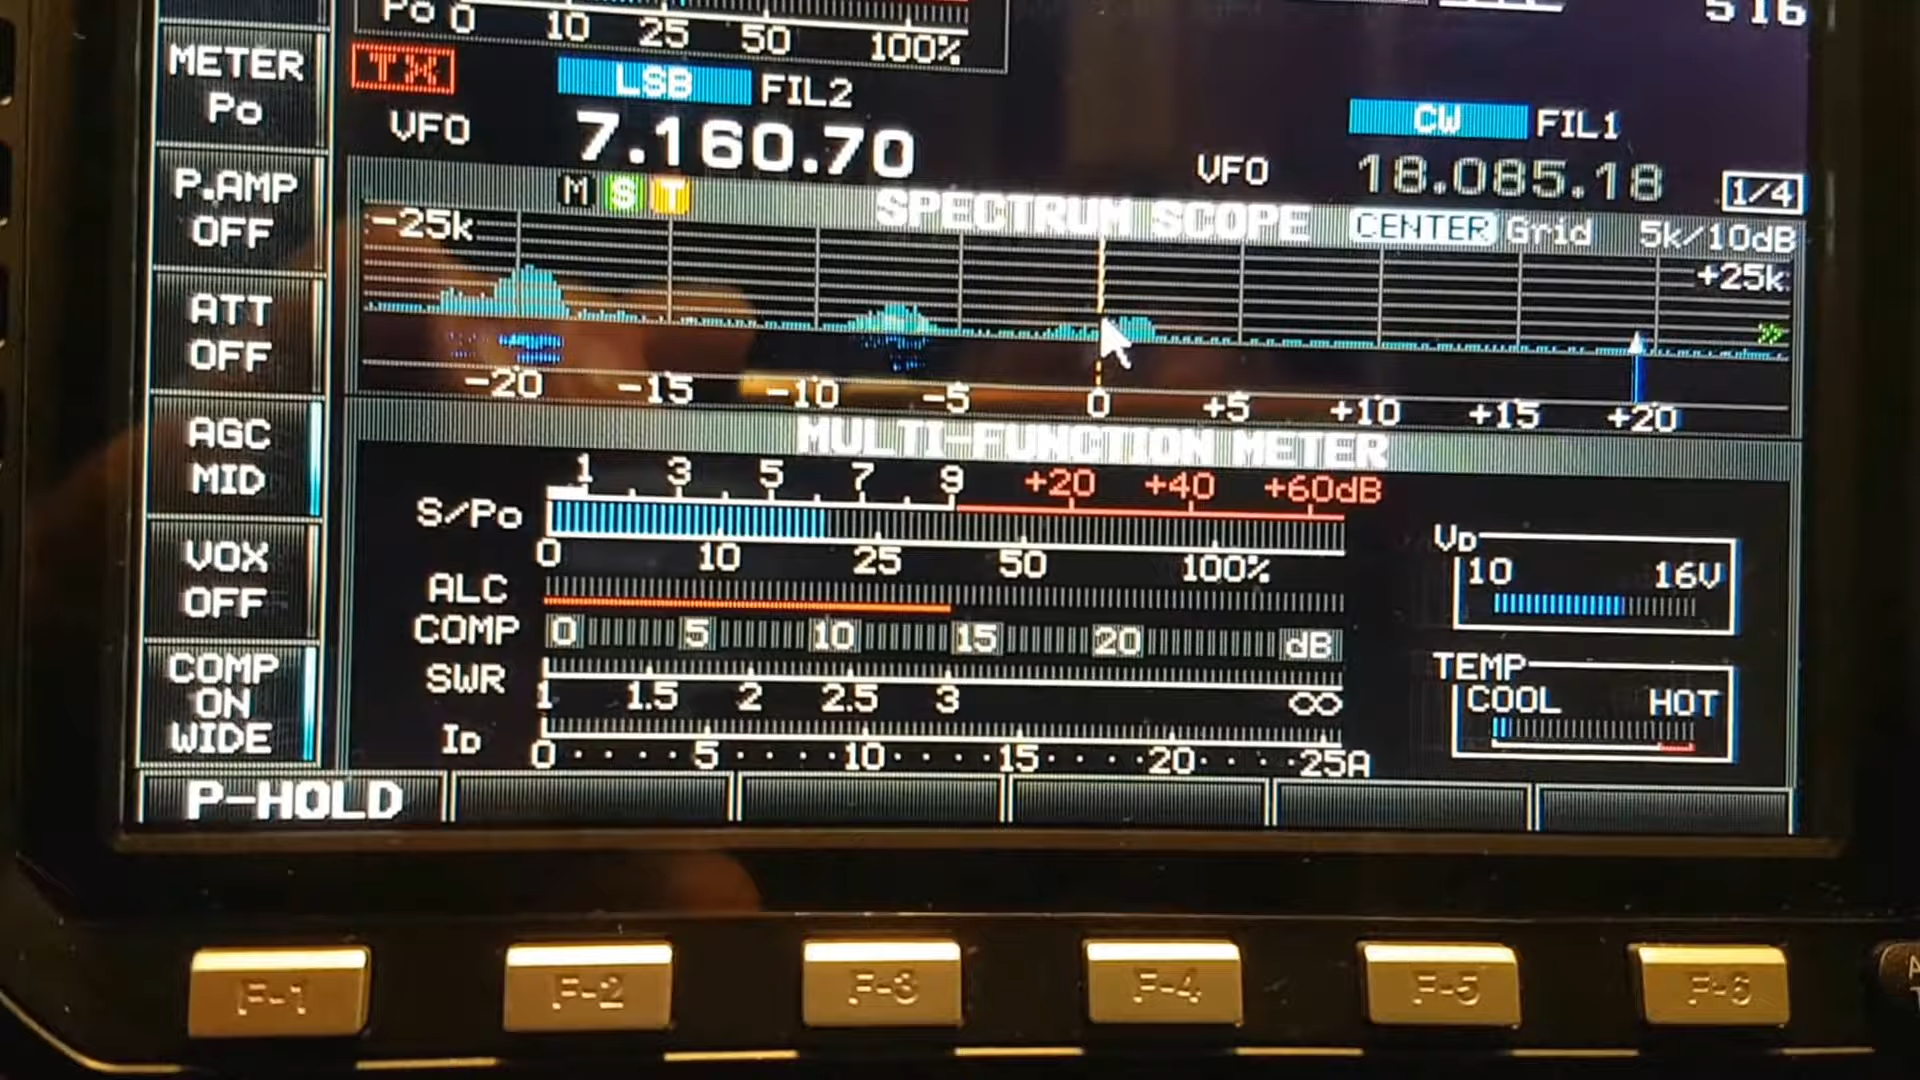 Po 0 10 25 50 100%
516
METER
Po
TX
LSB FIL2
CW FIL1
VFO 7.160.70
VFO 18.085.18 1/4
P.AMP
OFF
M S T
SPECTRUM SCOPE CENTER Grid 5k/10dB
-25k
+25k
ATT
OFF
-20 -15 -10 -5 0 +5 +10 +15 +20
AGC
MID
MULTI-FUNCTION METER
1 3 5 7 9 +20 +40 +60dB
S/Po
0 10 25 50 100%
VD
10 16V
VOX
OFF
ALC
COMP 0 5 10 15 20 dB
SWR
1 1.5 2 2.5 3 ∞
TEMP
COOL HOT
COMP
ON
WIDE
ID
0 5 10 15 20 25A
P-HOLD
F-1 F-2 F-3 F-4 F-5 F-6